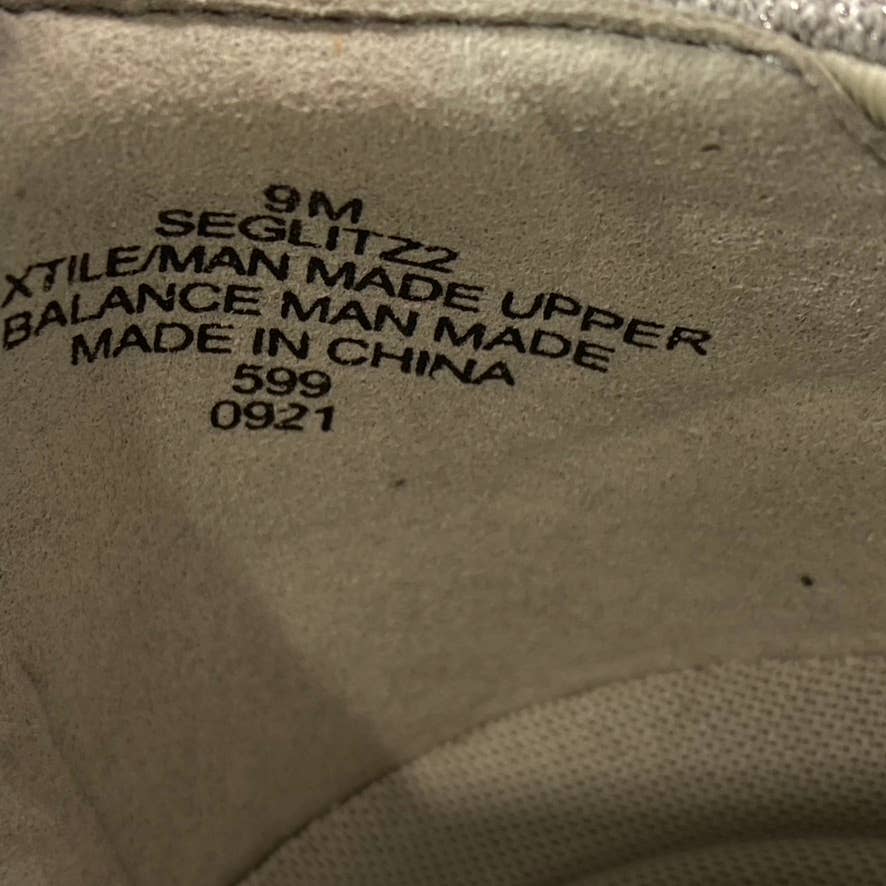 9M
SEGLITZ2
XTILE/MAN MADE UPPER
BALANCE MAN MADE
MADE IN CHINA
599
0921